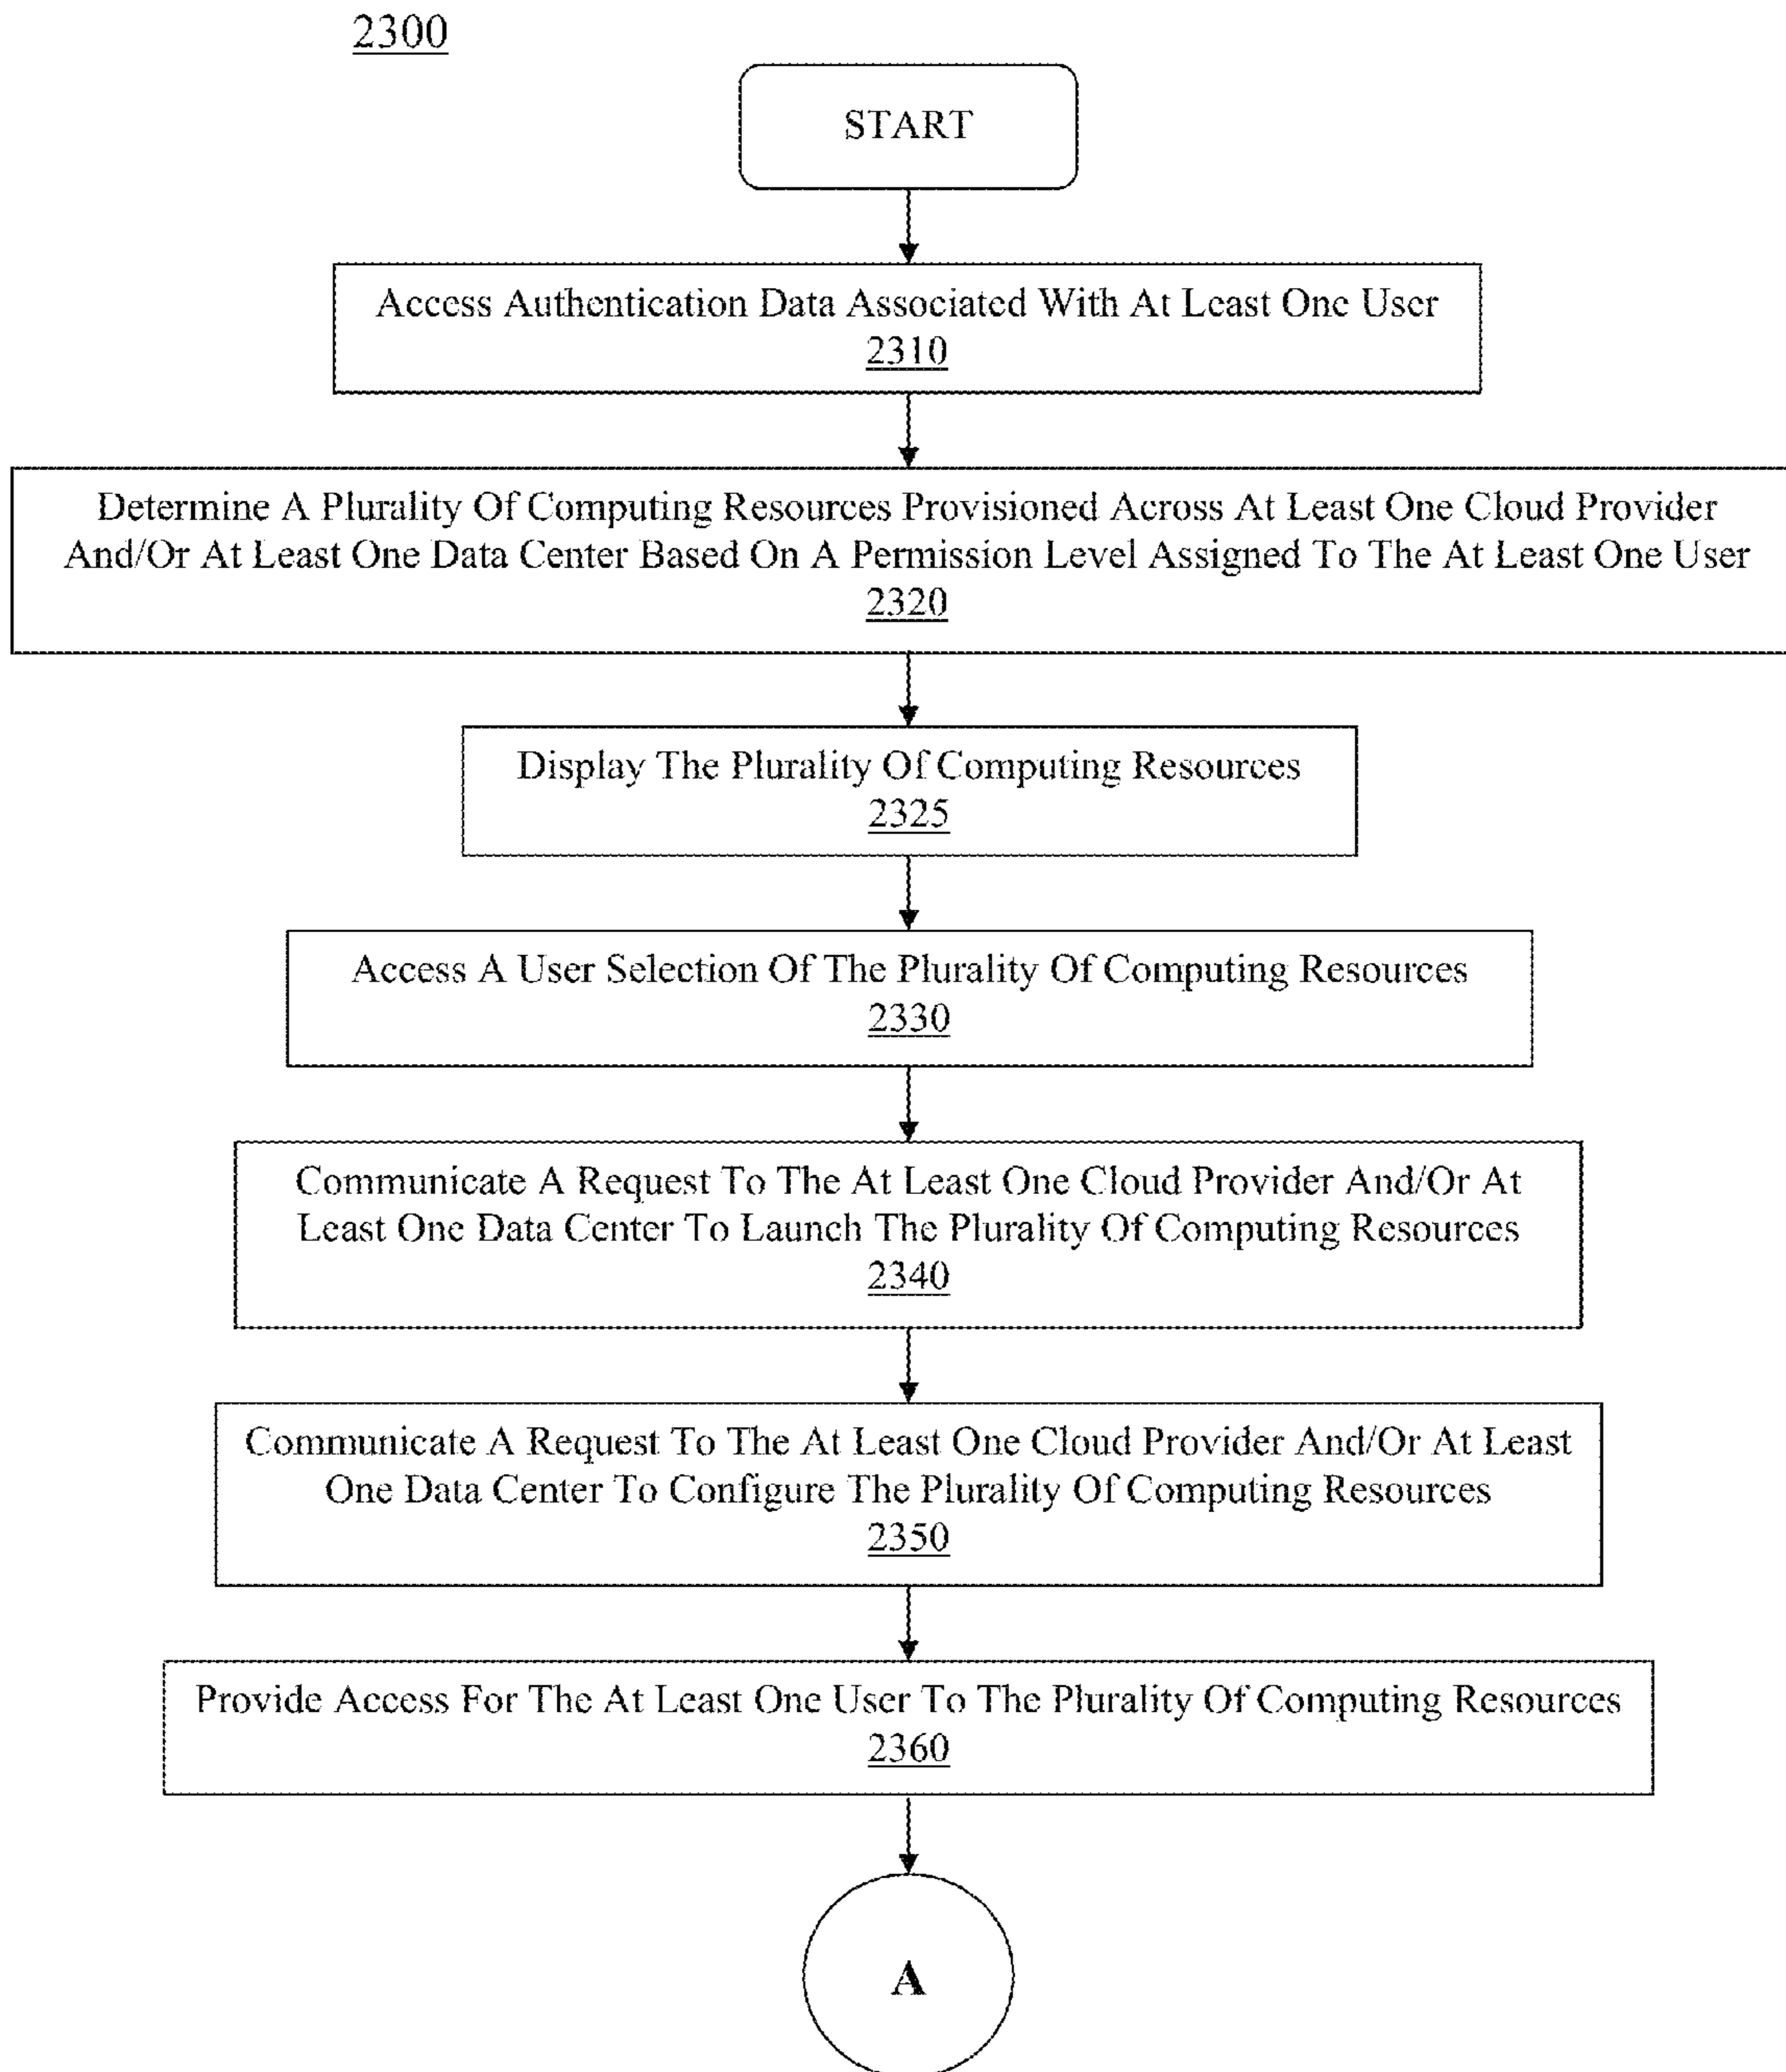 2300
START
Access Authentication Data Associated With At Least One User
2310
Determine A Plurality Of Computing Resources Provisioned Across At Least One Cloud Provider
And/Or At Least One Data Center Based On A Permission Level Assigned To The At Least One User
2320
Display The Plurality Of Computing Resources
2325
Access A User Selection Of The Plurality Of Computing Resources
2330
Communicate A Request To The At Least One Cloud Provider And/Or At
Least One Data Center To Launch The Plurality Of Computing Resources
2340
Communicate A Request To The At Least One Cloud Provider And/Or At Least
One Data Center To Configure The Plurality Of Computing Resources
2350
Provide Access For The At Least One User To The Plurality Of Computing Resources
2360
A